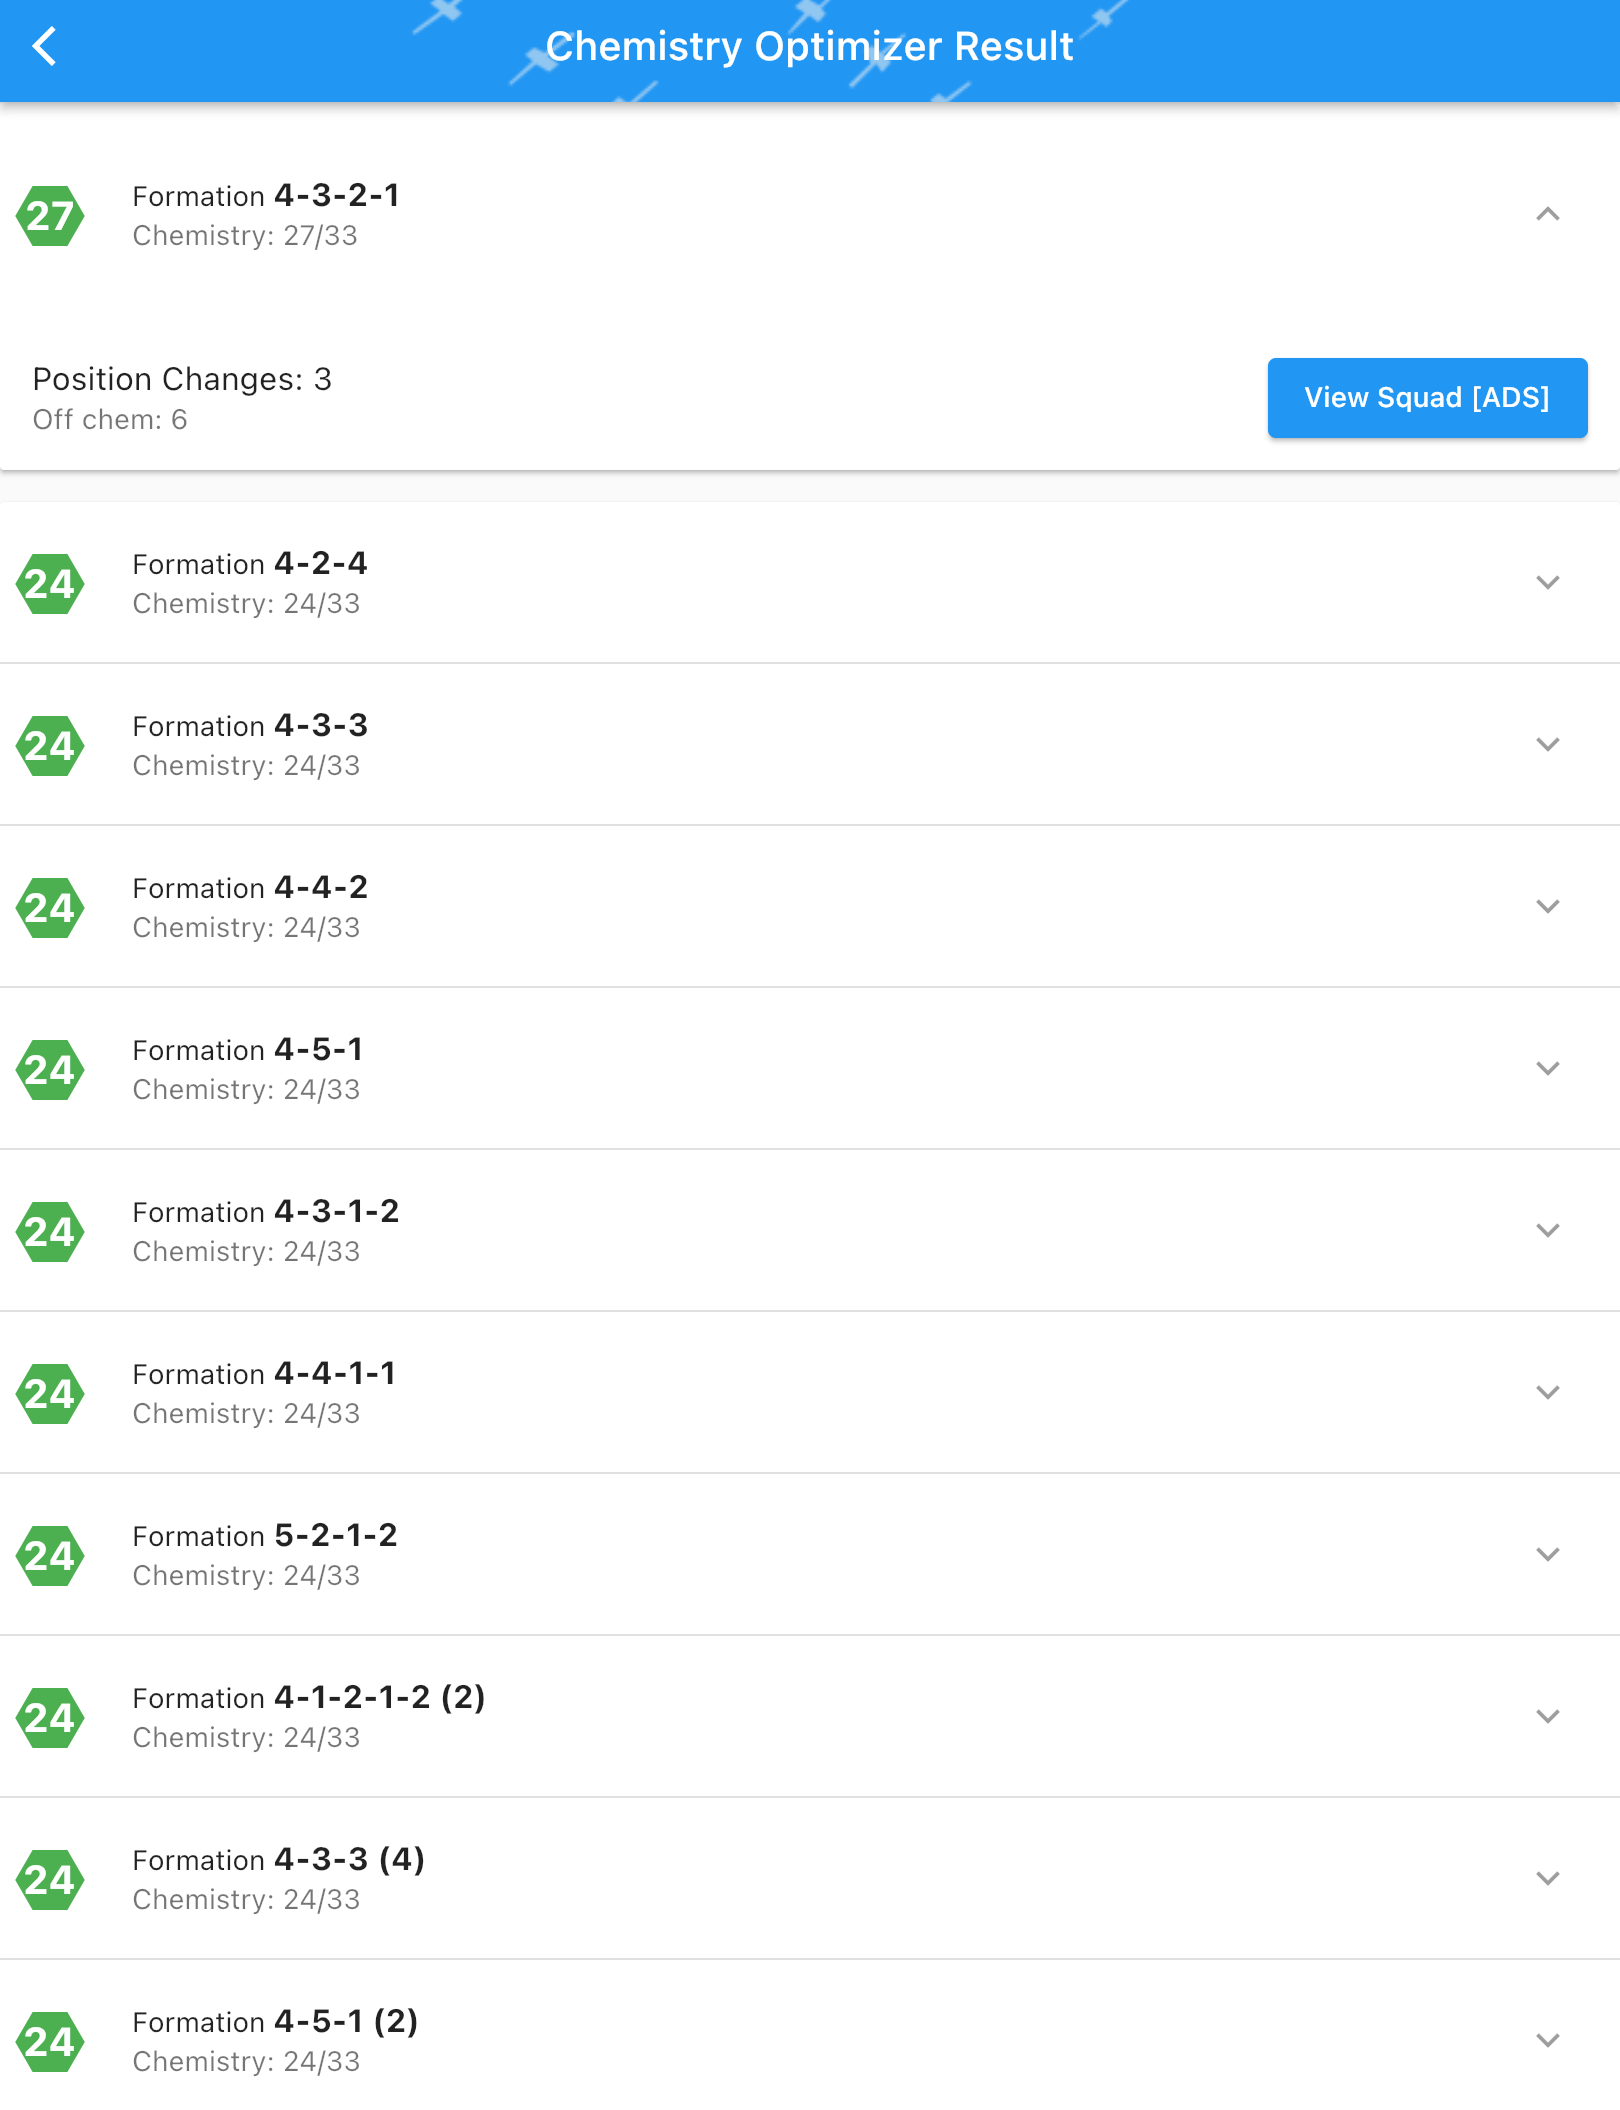 Chemistry Optimizer Result
27
Formation 4-3-2-1
Chemistry: 27/33
Position Changes: 3
Off chem: 6
View Squad [ADS]
24
Formation 4-2-4
Chemistry: 24/33
24
Formation 4-3-3
Chemistry: 24/33
24
Formation 4-4-2
Chemistry: 24/33
24
Formation 4-5-1
Chemistry: 24/33
24
Formation 4-3-1-2
Chemistry: 24/33
24
Formation 4-4-1-1
Chemistry: 24/33
24
Formation 5-2-1-2
Chemistry: 24/33
24
Formation 4-1-2-1-2 (2)
Chemistry: 24/33
24
Formation 4-3-3 (4)
Chemistry: 24/33
24
Formation 4-5-1 (2)
Chemistry: 24/33